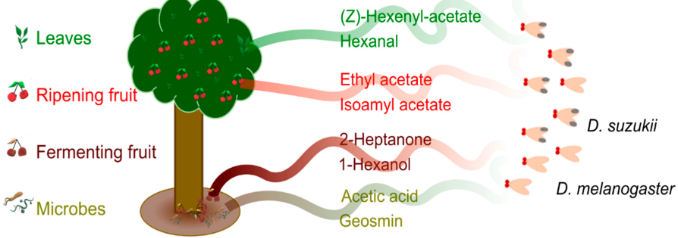 Leaves
(Z)-Hexenyl-acetate
Hexanal
Ripening fruit
Ethyl acetate
Isoamyl acetate
Fermenting fruit
2-Heptanone
1-Hexanol
Microbes
Acetic acid
Geosmin
D. suzukii
D. melanogaster